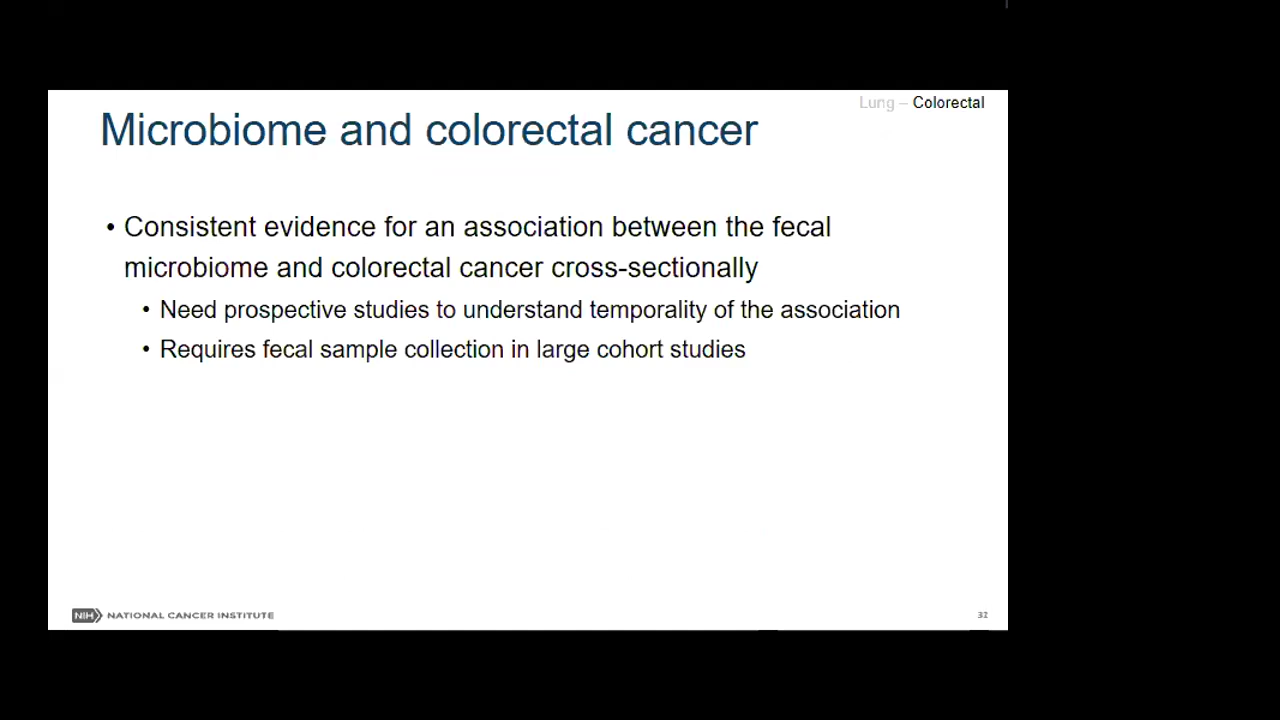 Lung – Colorectal
Microbiome and colorectal cancer
• Consistent evidence for an association between the fecal
microbiome and colorectal cancer cross-sectionally
• Need prospective studies to understand temporality of the association
• Requires fecal sample collection in large cohort studies
NIH NATIONAL CANCER INSTITUTE
32